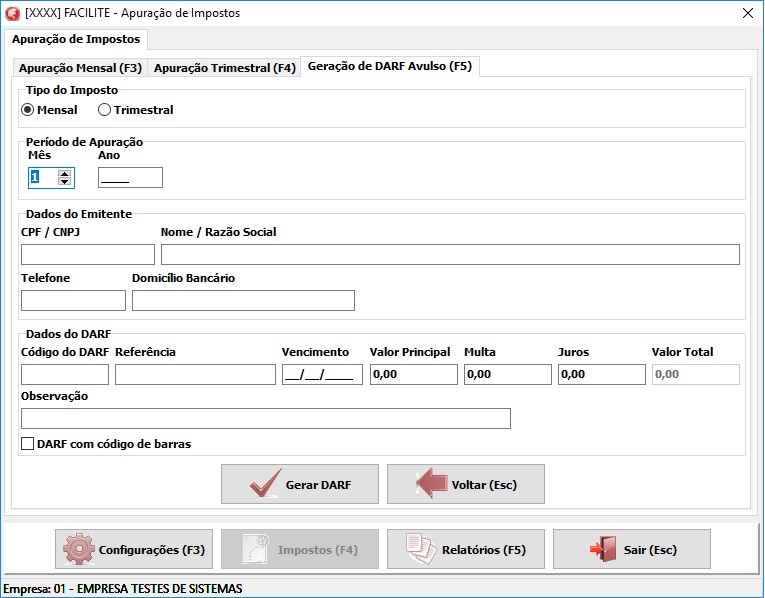 [XXXX] FACILITE - Apuração de Impostos
Apuração de Impostos
Apuração Mensal (F3) Apuração Trimestral (F4) Geração de DARF Avulso (F5)
Tipo do Imposto
Mensal Trimestral
Período de Apuração
Mês Ano
1 ____
Dados do Emitente
CPF / CNPJ Nome / Razão Social
Telefone Domicílio Bancário
Dados do DARF
Código do DARF Referência Vencimento Valor Principal Multa Juros Valor Total
__/__/____ 0,00 0,00 0,00 0,00
Observação
DARF com código de barras
Gerar DARF Voltar (Esc)
Configurações (F3) Impostos (F4) Relatórios (F5) Sair (Esc)
Empresa: 01 - EMPRESA TESTES DE SISTEMAS